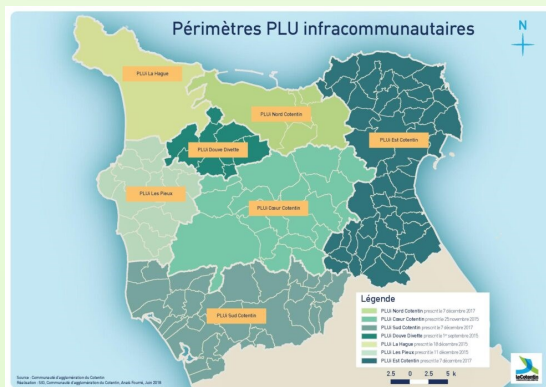 Périmètres PLU infracommunautaires
N
PLUI La Hague
PLUI Nord Cotentin
PLUI Est Cotentin
PLUI Douve Divette
PLUI Les Pieux
PLUI Cœur Cotentin
PLUI Sud Cotentin
Légende
PLUi Nord Cotentin prescrit le 7 décembre 2017
PLUi Cœur Cotentin prescrit le 25 novembre 2015
PLUi Sud Cotentin prescrit le 7 décembre 2017
PLUi Douve Divette prescrit le 1er septembre 2015
PLUi La Hague prescrit le 18 décembre 2015
PLUi Les Pieux prescrit le 11 décembre 2015
PLUi Est Cotentin prescrit le 7 décembre 2017
2.5 0 2.5 5 k
leCotentin
Source : Communauté d'agglomération du Cotentin
Réalisation : SIG, Communauté d'agglomération du Cotentin,